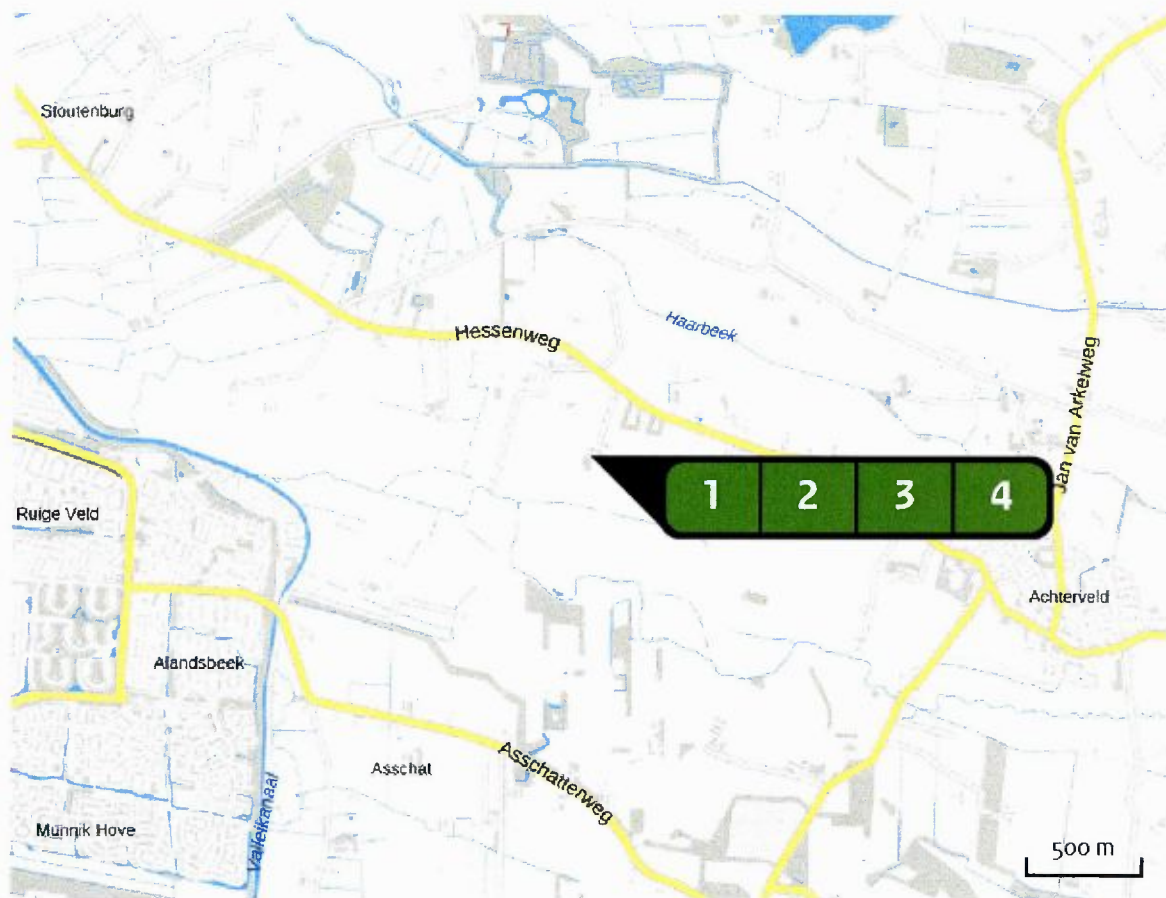 Stoutenburg
Hessenweg
Haarbeek
Jan van Arkelweg
1 2 3 4
Ruige Veld
Achterveld
Alandsbeek
Asschat
Asschatterweg
Valleikanaal
Munnik Hove
500 m